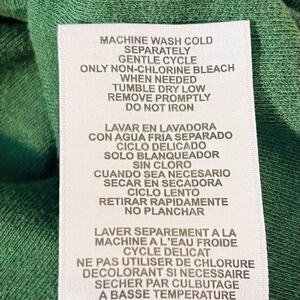 MACHINE WASH COLD
SEPARATELY
GENTLE CYCLE
ONLY NON-CHLORINE BLEACH
WHEN NEEDED
TUMBLE DRY LOW
REMOVE PROMPTLY
DO NOT IRON
LAVAR EN LAVADORA
CON AGUA FRIA SEPARADO
CICLO DELICADO
SOLO BLANQUEADOR
SIN CLORO
CUANDO SEA NECESARIO
SECAR EN SECADORA
CICLO LENTO
RETIRAR RAPIDAMENTE
NO PLANCHAR
LAVER SEPAREMENT A LA
MACHINE A L'EAU FROIDE
CYCLE DELICAT
NE PAS UTILISER DE CHLORURE
DECOLORANT SI NECESSAIRE
SECHER PAR CULBUTAGE
A BASSE TEMPERATURE